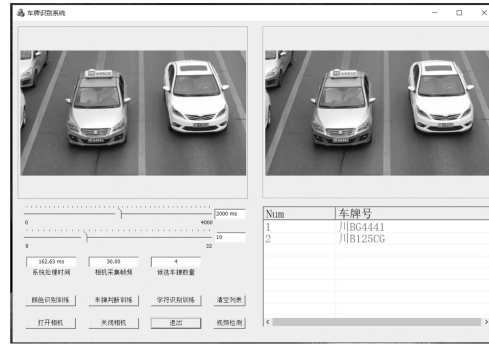 车牌识别系统
0
4000
2000 ms
0
32
10
162.63 ms
30.00
4
系统处理时间
相机采集帧频
候选车牌数量
颜色识别训练
车牌判断训练
字符识别训练
清空列表
打开相机
关闭相机
退出
视频检测
Num 车牌号
1 川BG4441
2 川B125CG